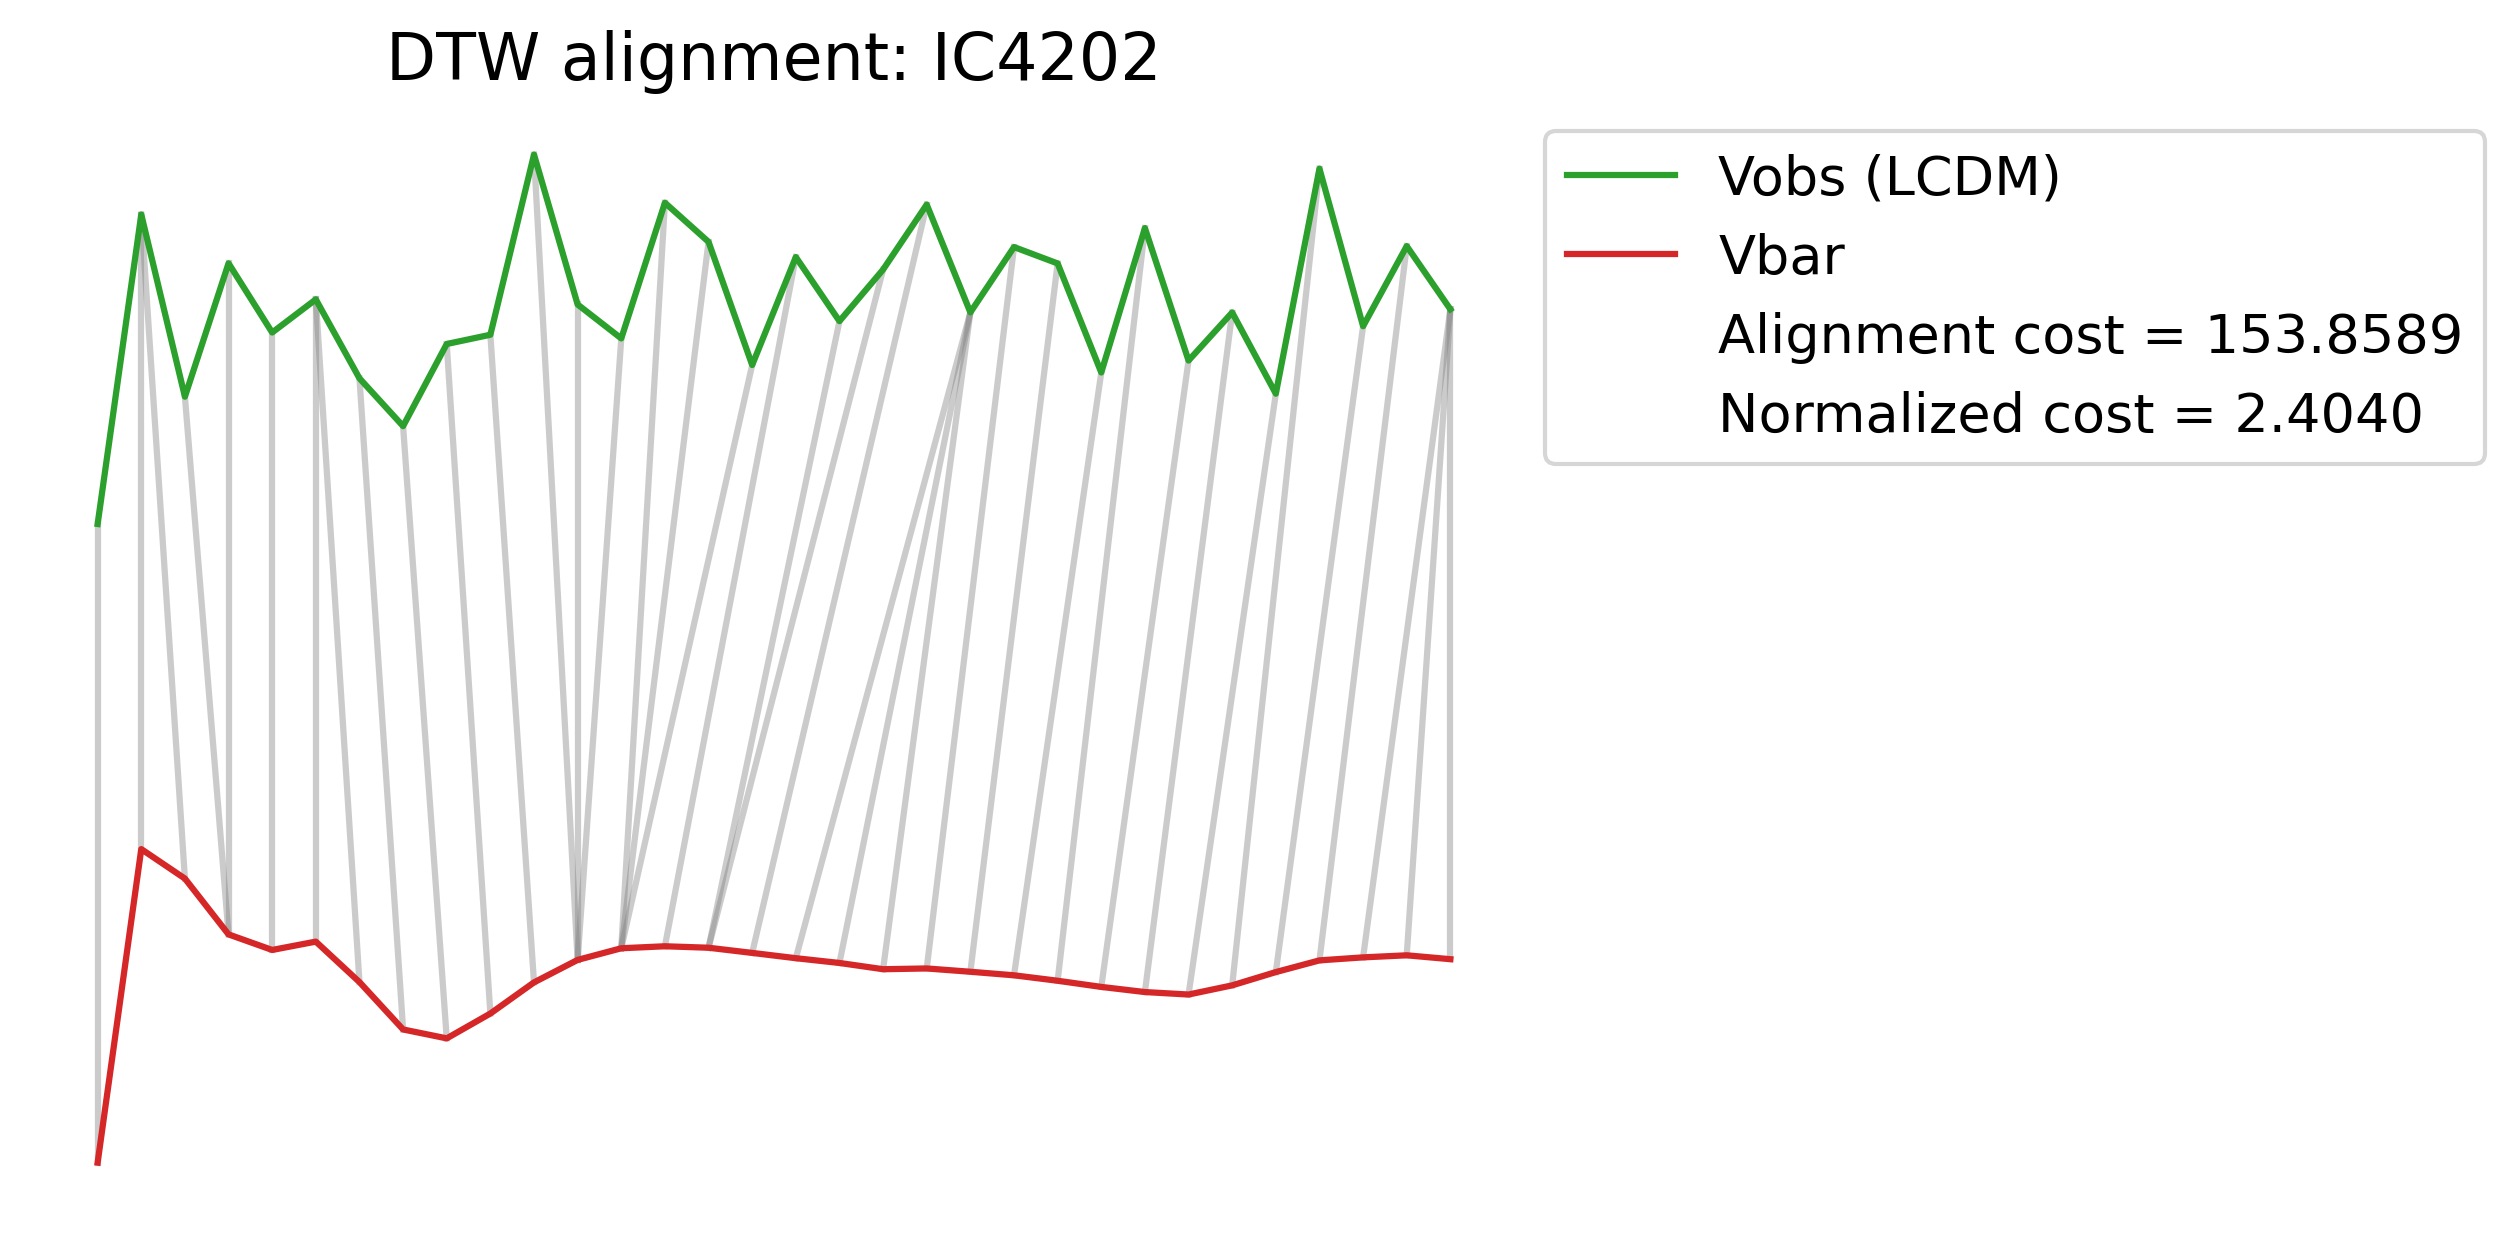 DTW alignment: IC4202
Vobs (LCDM)
Vbar
Alignment cost = 153.8589
Normalized cost = 2.4040